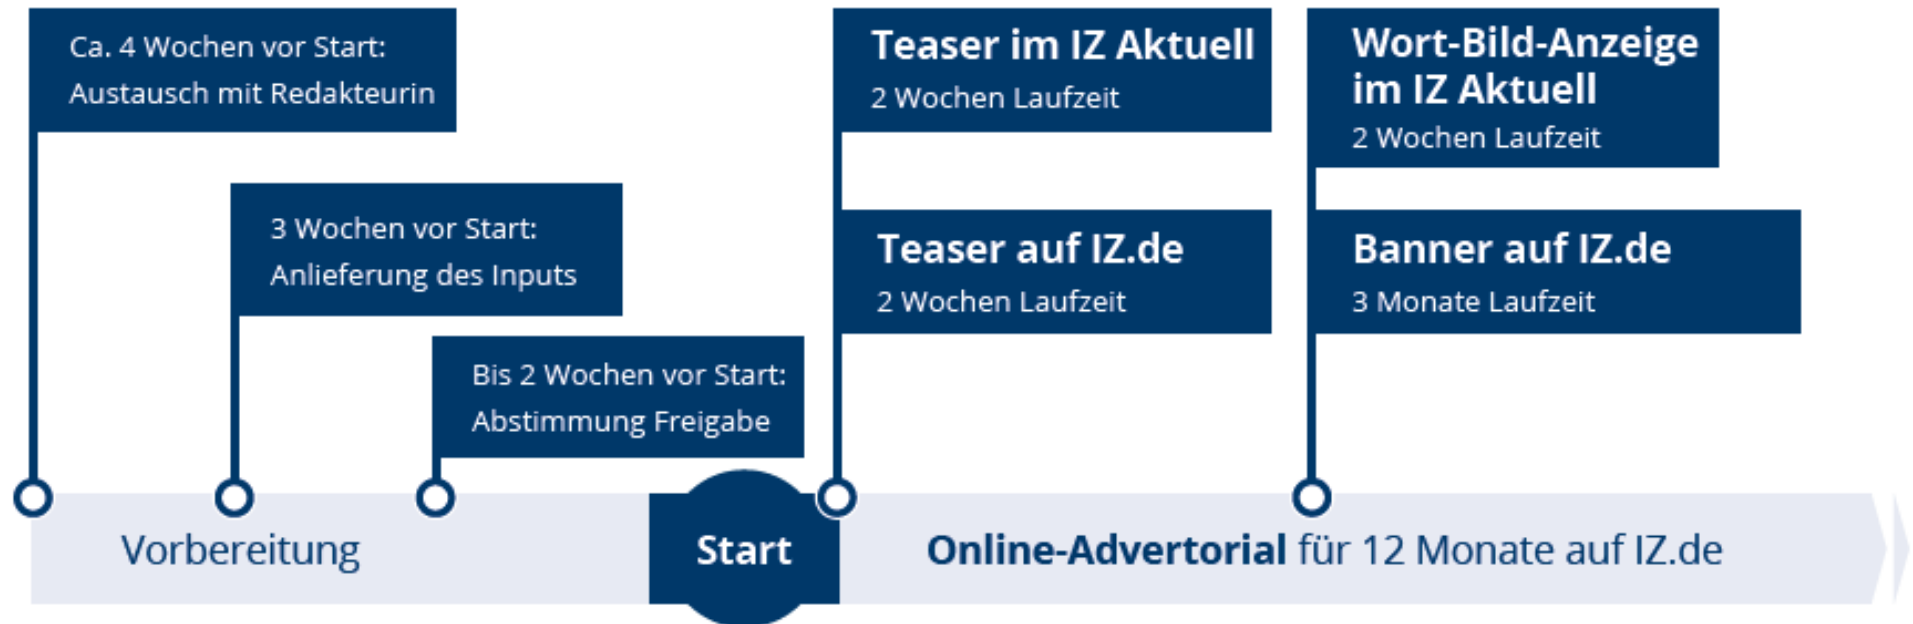 Ca. 4 Wochen vor Start:
Austausch mit Redakteurin
3 Wochen vor Start:
Anlieferung des Inputs
Bis 2 Wochen vor Start:
Abstimmung Freigabe
Teaser im IZ Aktuell
2 Wochen Laufzeit
Teaser auf IZ.de
2 Wochen Laufzeit
Wort-Bild-Anzeige
im IZ Aktuell
2 Wochen Laufzeit
Banner auf IZ.de
3 Monate Laufzeit
Vorbereitung
Start
Online-Advertorial für 12 Monate auf IZ.de